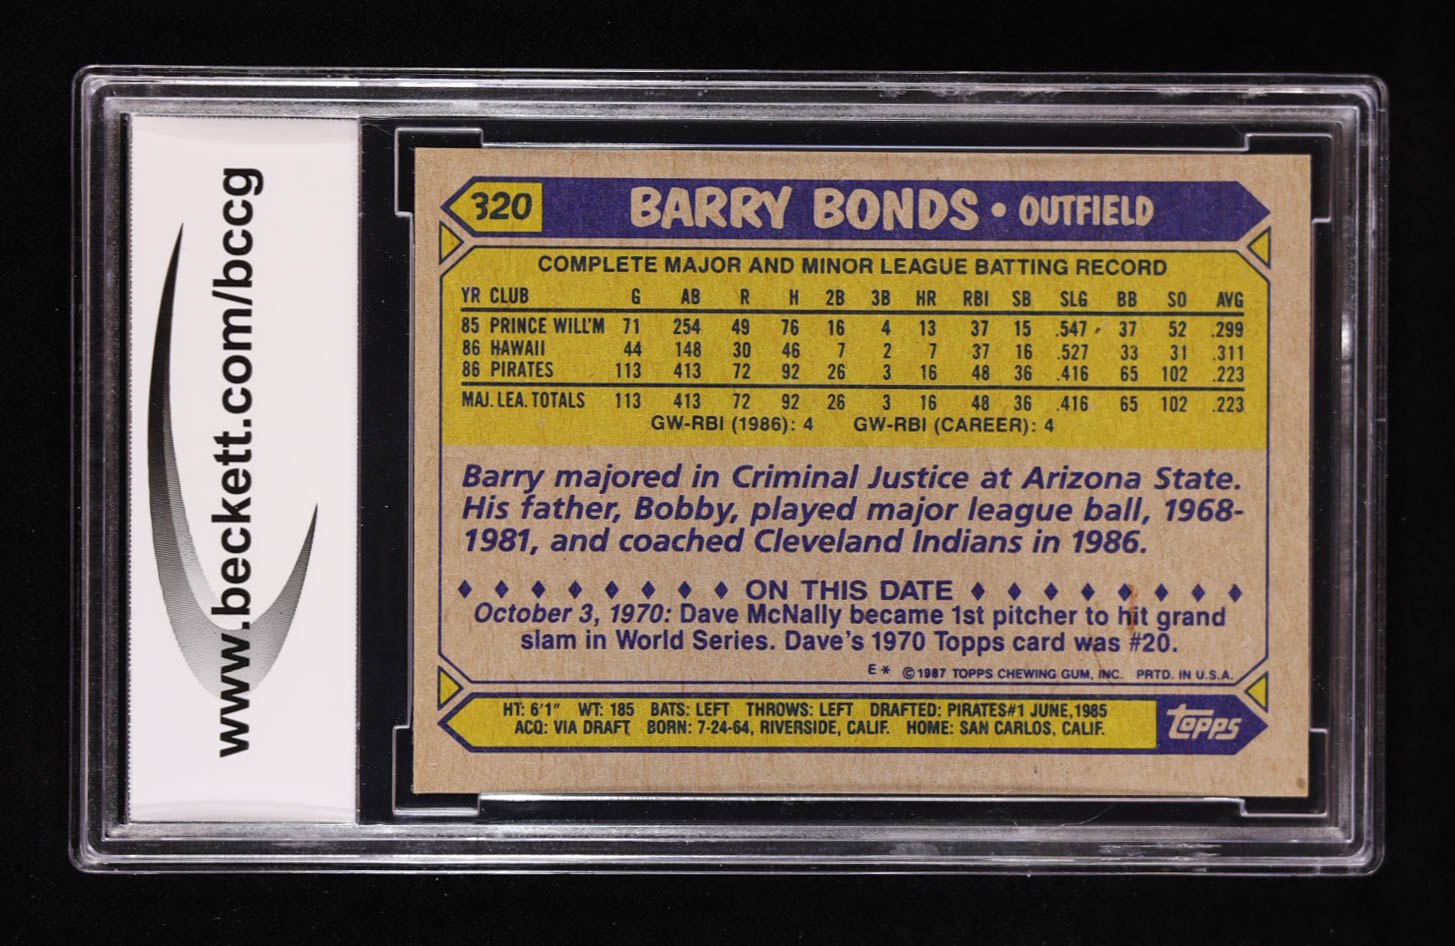 www.beckett.com/bccg
320 BARRY BONDS • OUTFIELD
COMPLETE MAJOR AND MINOR LEAGUE BATTING RECORD
YR CLUB G AB R H 2B 3B HR RBI SB SLG BB SO AVG
85 PRINCE WILL'M 71 254 49 76 16 4 13 37 15 .547 37 52 .299
86 HAWAII 44 148 30 46 7 2 7 37 16 .527 33 31 .311
86 PIRATES 113 413 72 92 26 3 16 48 36 .416 65 102 .223
MAJ. LEA. TOTALS 113 413 72 92 26 3 16 48 36 .416 65 102 .223
GW-RBI (1986): 4 GW-RBI (CAREER): 4
Barry majored in Criminal Justice at Arizona State.
His father, Bobby, played major league ball, 1968-
1981, and coached Cleveland Indians in 1986.
ON THIS DATE
October 3, 1970: Dave McNally became 1st pitcher to hit grand
slam in World Series. Dave's 1970 Topps card was #20.
E* ©1987 TOPPS CHEWING GUM, INC. PRTD. IN U.S.A.
HT: 6'1" WT: 185 BATS: LEFT THROWS: LEFT DRAFTED: PIRATES#1 JUNE,1985
ACQ: VIA DRAFT BORN: 7-24-64, RIVERSIDE, CALIF. HOME: SAN CARLOS, CALIF.
topps